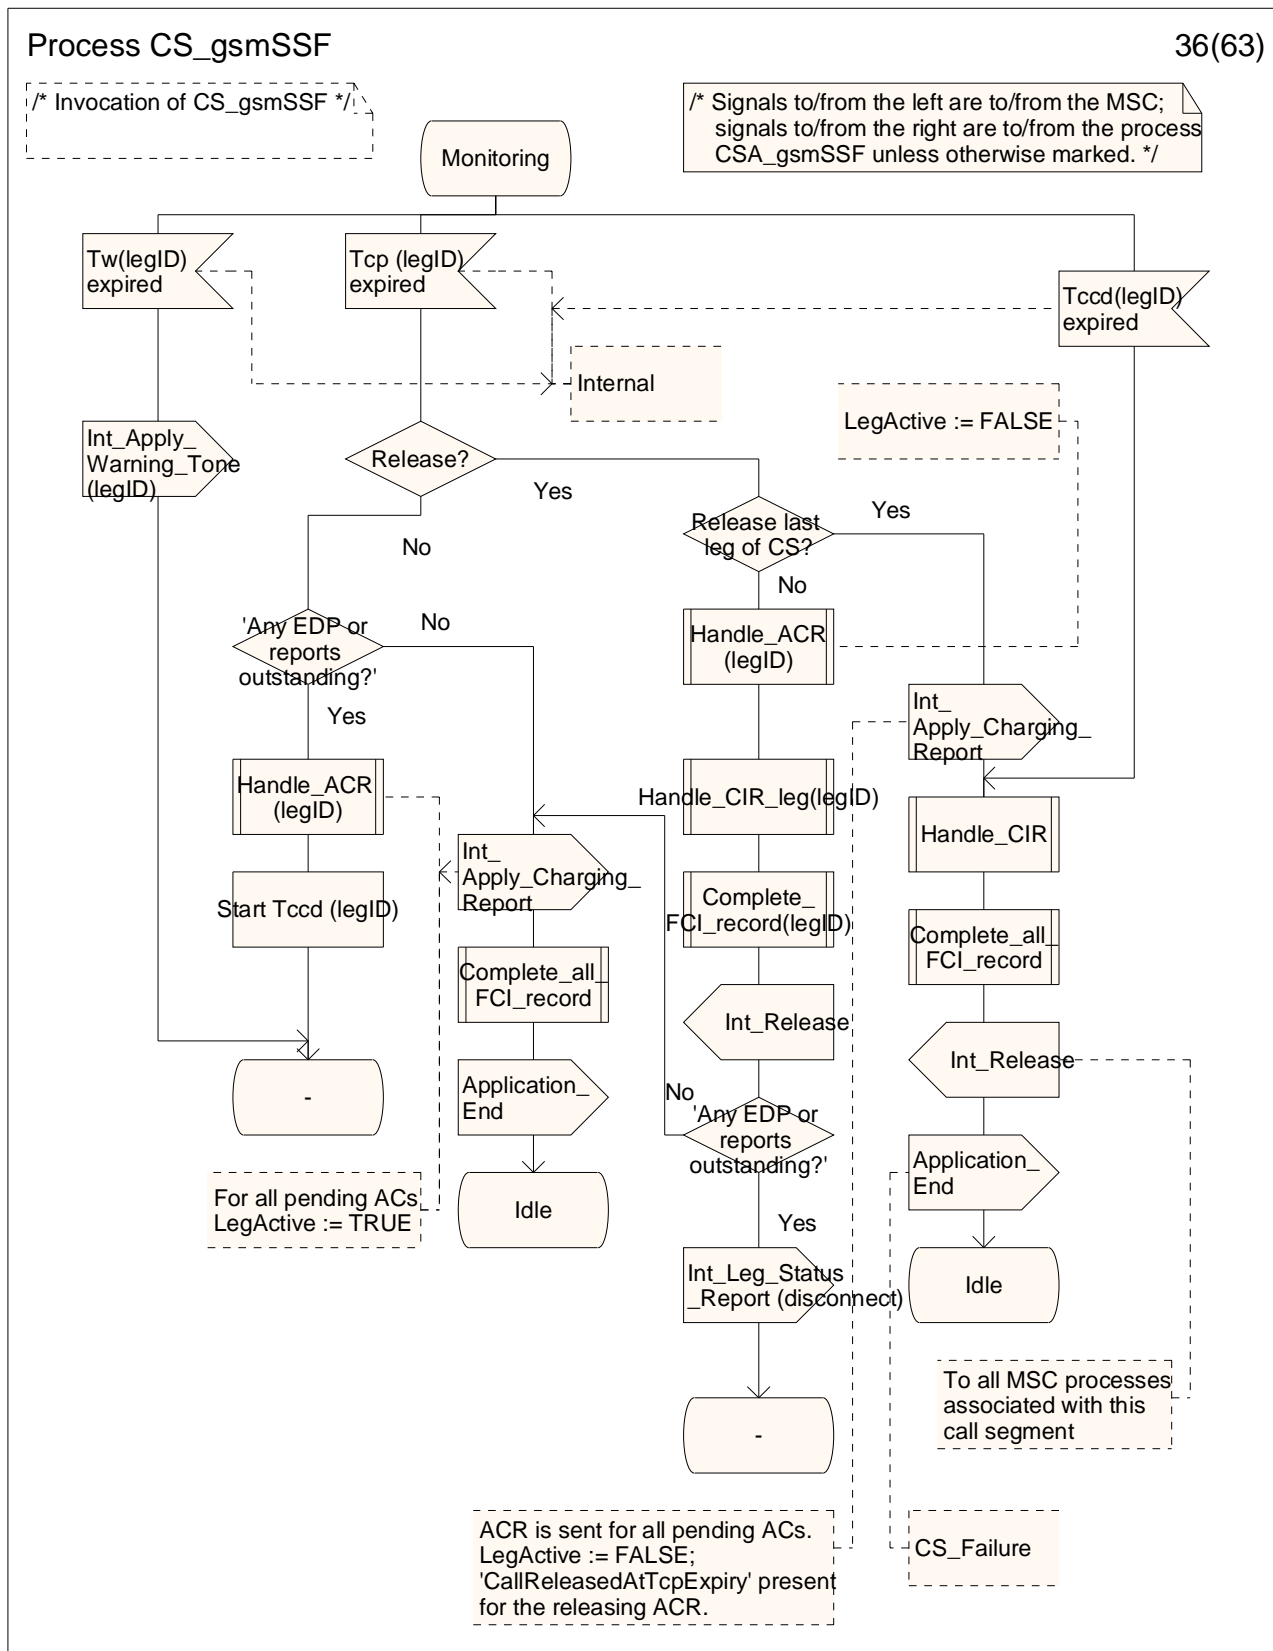 Process CS_gsmSSF
36(63)
/* Invocation of CS_gsmSSF */
/* Signals to/from the left are to/from the MSC;
signals to/from the right are to/from the process
CSA_gsmSSF unless otherwise marked. */
Monitoring
Tw(legID)
expired
Tcp (legID)
expired
Tccd(legID)
expired
Internal
LegActive := FALSE
Int_Apply_
Warning_Tone
(legID)
Release?
Yes
No
Release last
leg of CS?
Yes
No
'Any EDP or
reports
outstanding?'
No
Yes
Handle_ACR
(legID)
Int_
Apply_Charging_
Report
Handle_ACR
(legID)
Handle_CIR_leg(legID)
Handle_CIR
Int_
Apply_Charging_
Report
Start Tccd (legID)
Complete_
FCI_record(legID)
Complete_all_
FCI_record
Complete_all_
FCI_record
Int_Release
Int_Release
-
Application_
End
No
'Any EDP or
reports
outstanding?'
Yes
Application_
End
For all pending ACs
LegActive := TRUE
Idle
Int_Leg_Status
_Report (disconnect)
Idle
To all MSC processes
associated with this
call segment
-
ACR is sent for all pending ACs.
LegActive := FALSE;
'CallReleasedAtTcpExpiry' present
for the releasing ACR.
CS_Failure